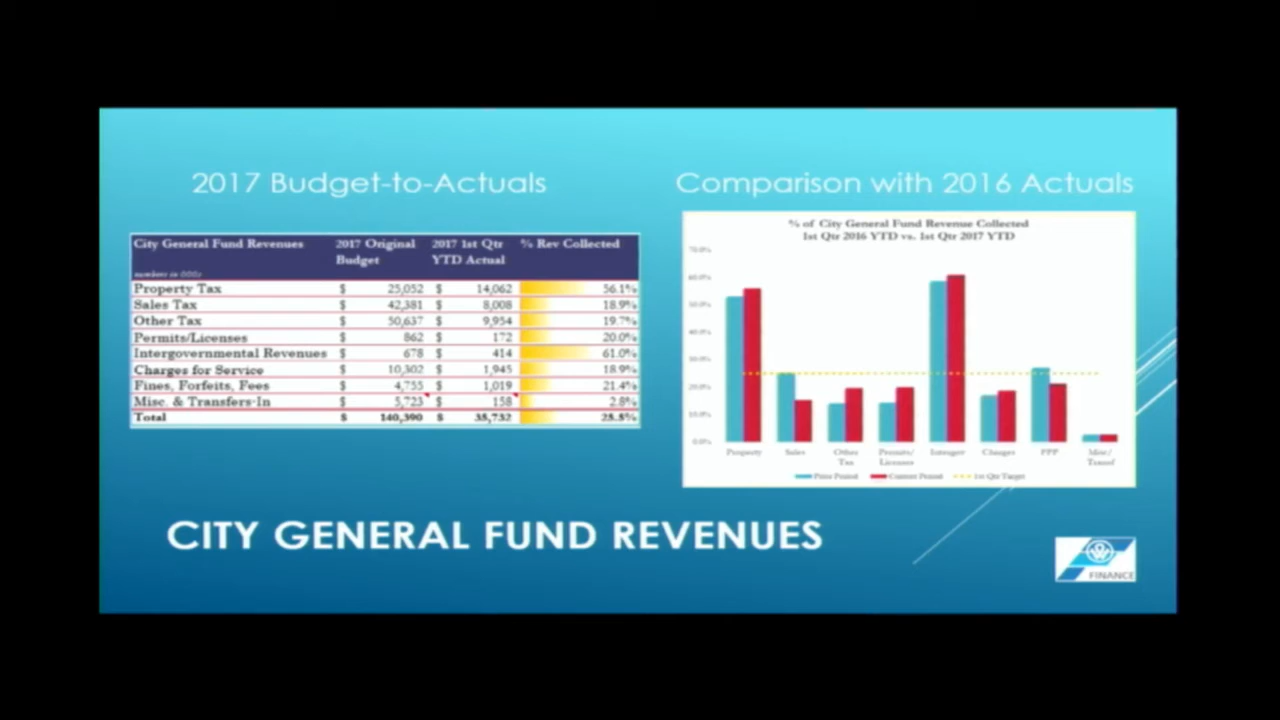 2017 Budget-to-Actuals
City General Fund Revenues 2017 Original Budget 2017 1st Qtr YTD Actual % Rev Collected
numbers in 000s
Property Tax $ 25,052 $ 14,062 56.1%
Sales Tax $ 42,381 $ 8,008 18.9%
Other Tax $ 50,637 $ 9,954 19.7%
Permits/Licenses $ 862 $ 172 20.0%
Intergovernmental Revenues $ 678 $ 414 61.0%
Charges for Service $ 10,302 $ 1,945 18.9%
Fines, Forfeits, Fees $ 4,755 $ 1,019 21.4%
Misc. & Transfers-In $ 5,723 $ 158 2.8%
Total $ 140,390 $ 35,732 25.5%
Comparison with 2016 Actuals
% of City General Fund Revenue Collected
1st Qtr 2016 YTD vs. 1st Qtr 2017 YTD
70.0%
60.0%
50.0%
40.0%
30.0%
20.0%
10.0%
0.0%
Property Sales Other Tax Permits/Licenses Intergov Charges FFF Misc/Transf
Prior Period Current Period 1st Qtr Target
CITY GENERAL FUND REVENUES
FINANCE